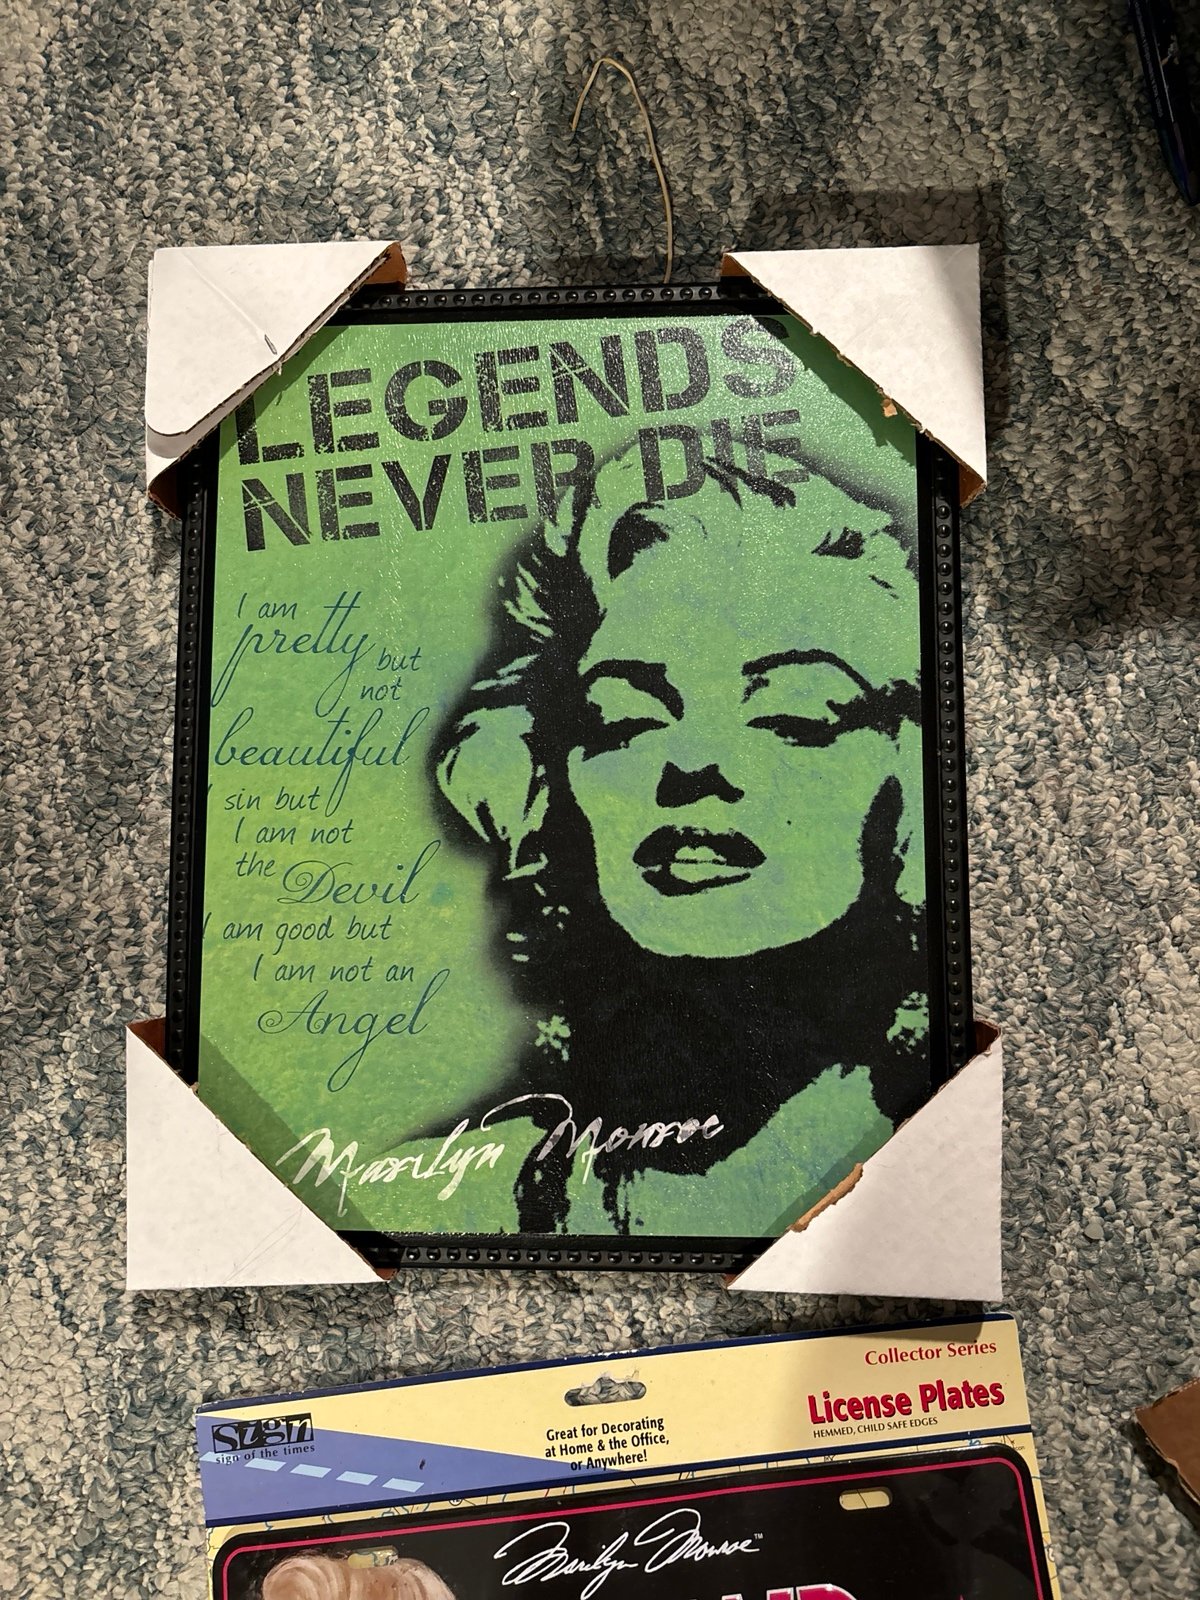 LEGENDS
NEVER DIE
I am
pretty but
not
beautiful
I sin but
I am not
the Devil
I am good but
I am not an
Angel
Marilyn Monroe
Collector Series
License Plates
HEMMED, CHILD SAFE EDGES
Sign
sign of the times
Great for Decorating
at Home & the Office,
or Anywhere!
Marilyn Monroe™